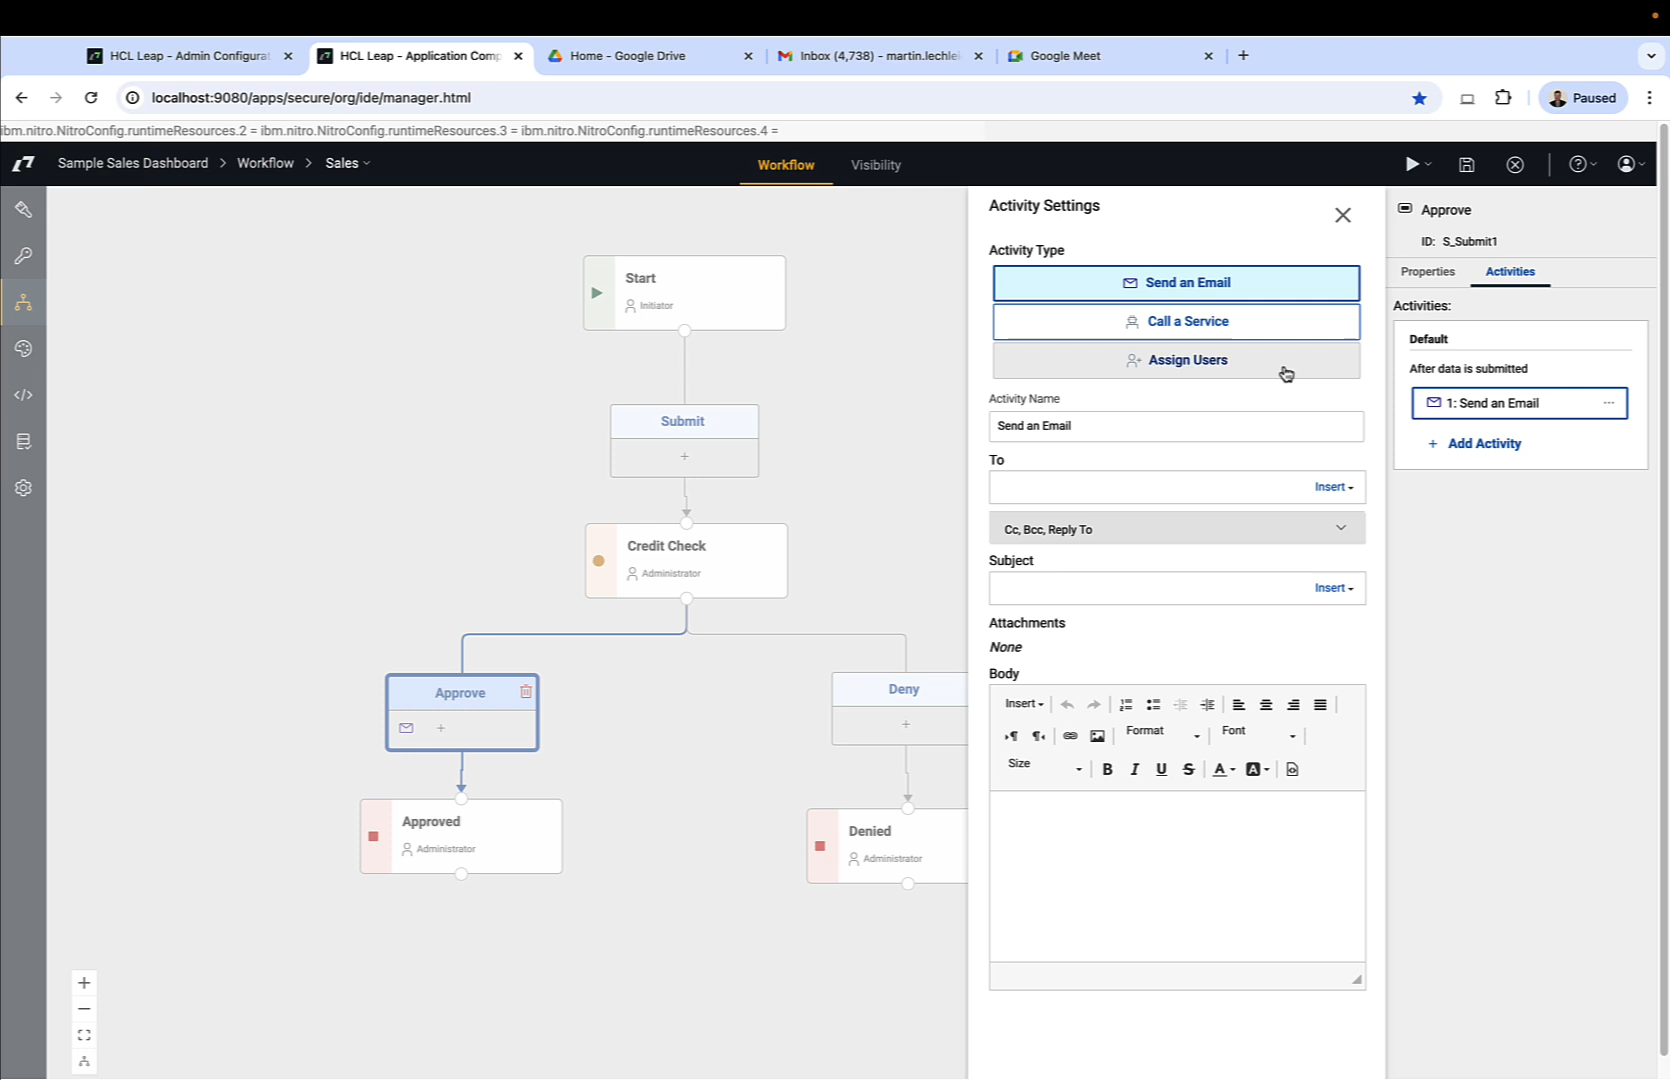 HCL Leap - Admin Configurat
HCL Leap - Application Comp
Home - Google Drive
Inbox (4,738) - martin.lechlei
Google Meet
localhost:9080/apps/secure/org/ide/manager.html
Paused
ibm.nitro.NitroConfig.runtimeResources.2 = ibm.nitro.NitroConfig.runtimeResources.3 = ibm.nitro.NitroConfig.runtimeResources.4 =
Sample Sales Dashboard > Workflow > Sales
Workflow
Visibility
Start
Initiator
Submit
Credit Check
Administrator
Approve
Deny
Approved
Administrator
Denied
Administrator
Activity Settings
Activity Type
Send an Email
Call a Service
Assign Users
Activity Name
Send an Email
To
Insert
Cc, Bcc, Reply To
Subject
Insert
Attachments
None
Body
Insert
Format
Font
Size
B I U S A A
Approve
ID: S_Submit1
Properties
Activities
Activities:
Default
After data is submitted
1: Send an Email ...
+ Add Activity